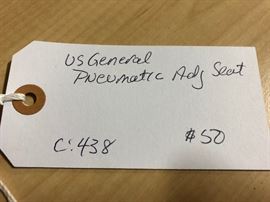 US General
Pneumatic Adj Seat
C:438 $50